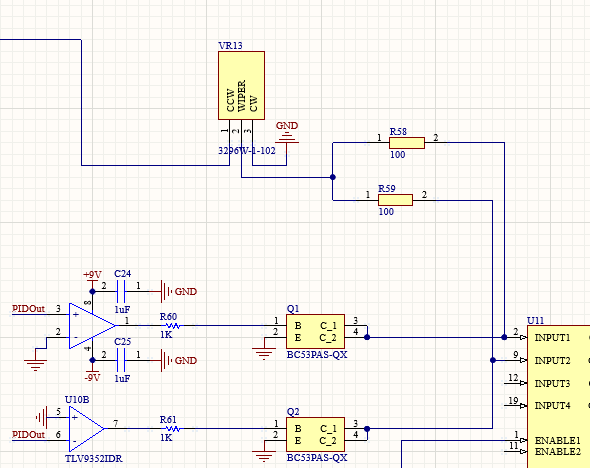 VR13
CCW
WIPER
CW
1
2
3
3296W-1-102
GND
1 R58 2
100
1 R59 2
100
+9V
C24
2 1
GND
1uF
8
PIDOut 3 +
1
2 -
4
R60
1K
C25
2 1
GND
1uF
-9V
Q1
1 B C_1 3
2 E C_2 4
BC53PAS-QX
U11
2 INPUT1
9 INPUT2
12 INPUT3
19 INPUT4
1 ENABLE1
11 ENABLE2
U10B
5 +
7
PIDOut 6 -
TLV9352IDR
R61
1K
Q2
1 B C_1 3
2 E C_2 4
BC53PAS-QX